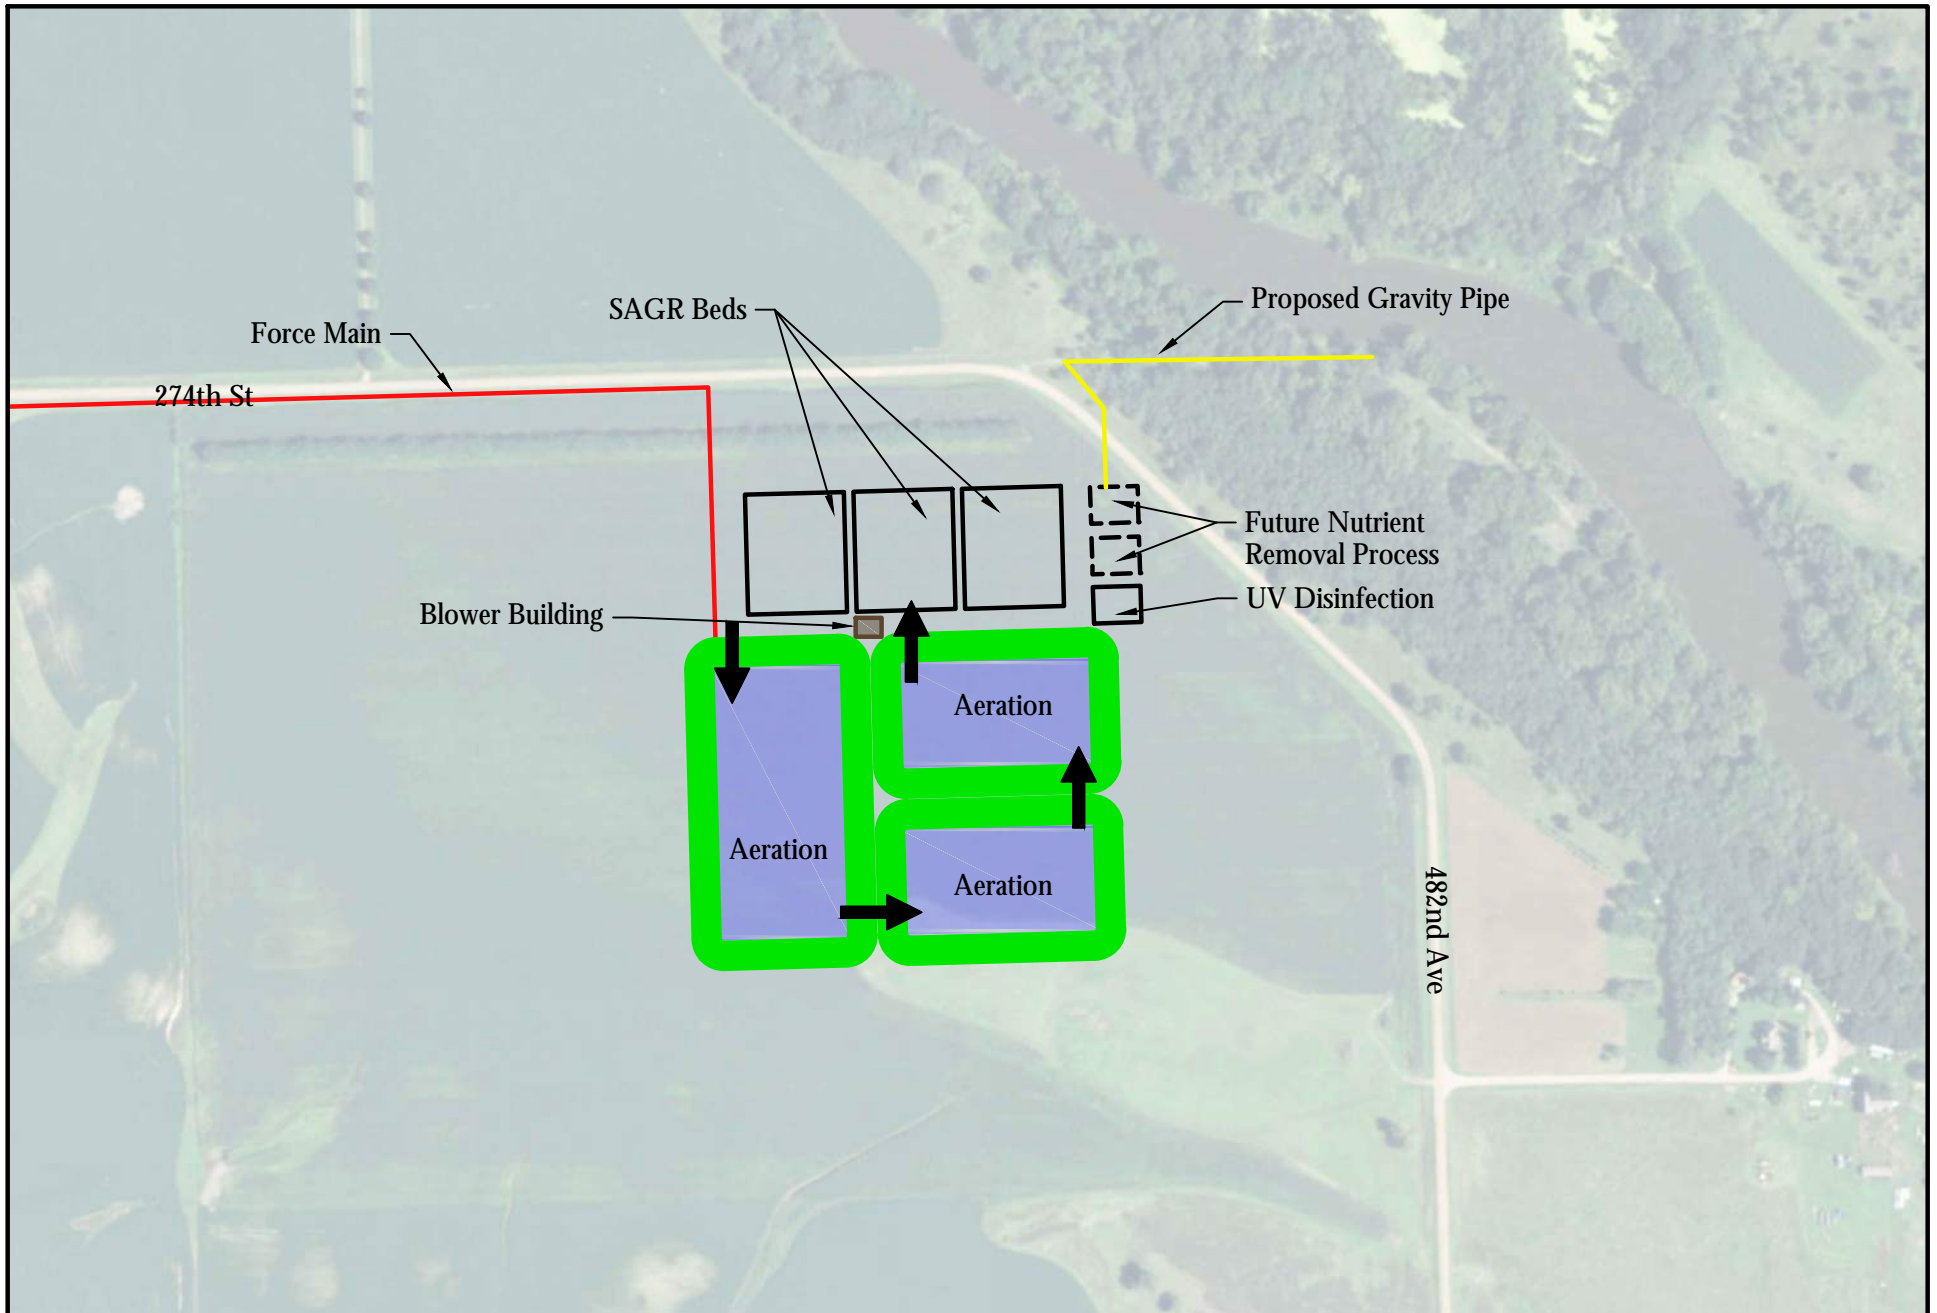 SAGR Beds
Proposed Gravity Pipe
Force Main
274th St
Future Nutrient
Removal Process
UV Disinfection
Blower Building
Aeration
Aeration
Aeration
482nd Ave